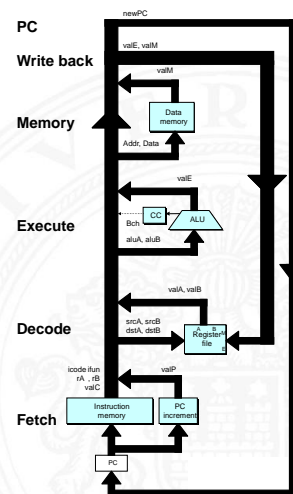 newPC
PC
valE, valM
Write back
valM
Data
memory
Memory
Addr, Data
valE
CC
ALU
Bch
Execute
aluA, aluB
valA, valB
srcA, srcB
dstA, dstB
A B
M
Register
file
E
Decode
icode ifun
rA , rB
valC
valP
Instruction
memory
PC
increment
Fetch
PC